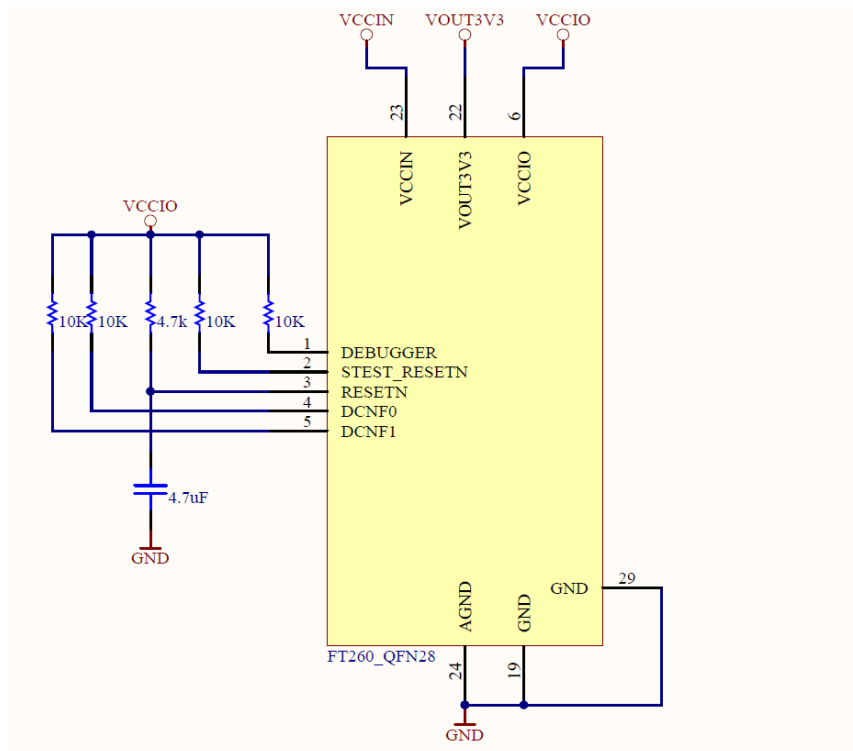 VCCIN VOUT3V3 VCCIO
23 22 6
VCCIN VOUT3V3 VCCIO
VCCIO
10K 10K 4.7k 10K 10K
1 DEBUGGER
2 STEST_RESETN
3 RESETN
4 DCNF0
5 DCNF1
4.7uF
GND
GND 29
AGND GND
FT260_QFN28
24 19
GND